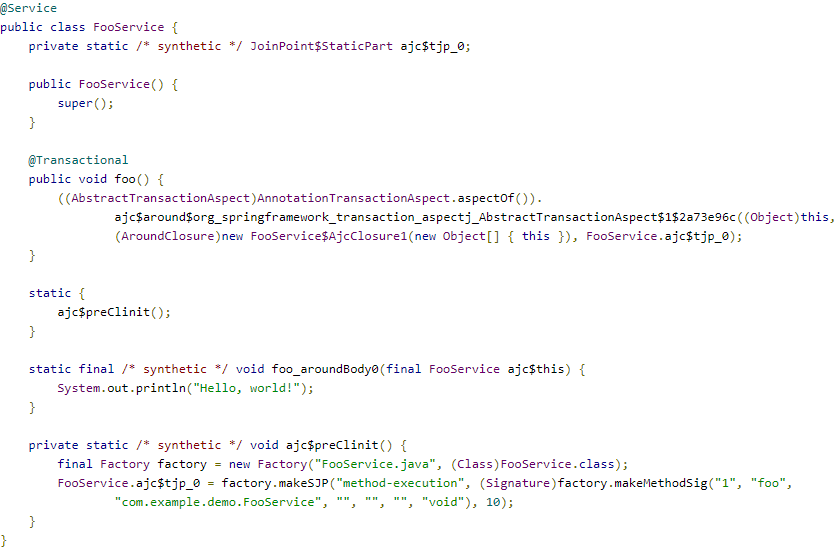 @Service
public class FooService {
    private static /* synthetic */ JoinPoint$StaticPart ajc$tjp_0;

    public FooService() {
        super();
    }

    @Transactional
    public void foo() {
        ((AbstractTransactionAspect)AnnotationTransactionAspect.aspectOf()).
                ajc$around$org_springframework_transaction_aspectj_AbstractTransactionAspect$1$2a73e96c((Object)this,
                (AroundClosure)new FooService$AjcClosure1(new Object[] { this }), FooService.ajc$tjp_0);
    }

    static {
        ajc$preClinit();
    }

    static final /* synthetic */ void foo_aroundBody0(final FooService ajc$this) {
        System.out.println("Hello, world!");
    }

    private static /* synthetic */ void ajc$preClinit() {
        final Factory factory = new Factory("FooService.java", (Class)FooService.class);
        FooService.ajc$tjp_0 = factory.makeSJP("method-execution", (Signature)factory.makeMethodSig("1", "foo",
                "com.example.demo.FooService", "", "", "", "void"), 10);
    }
}